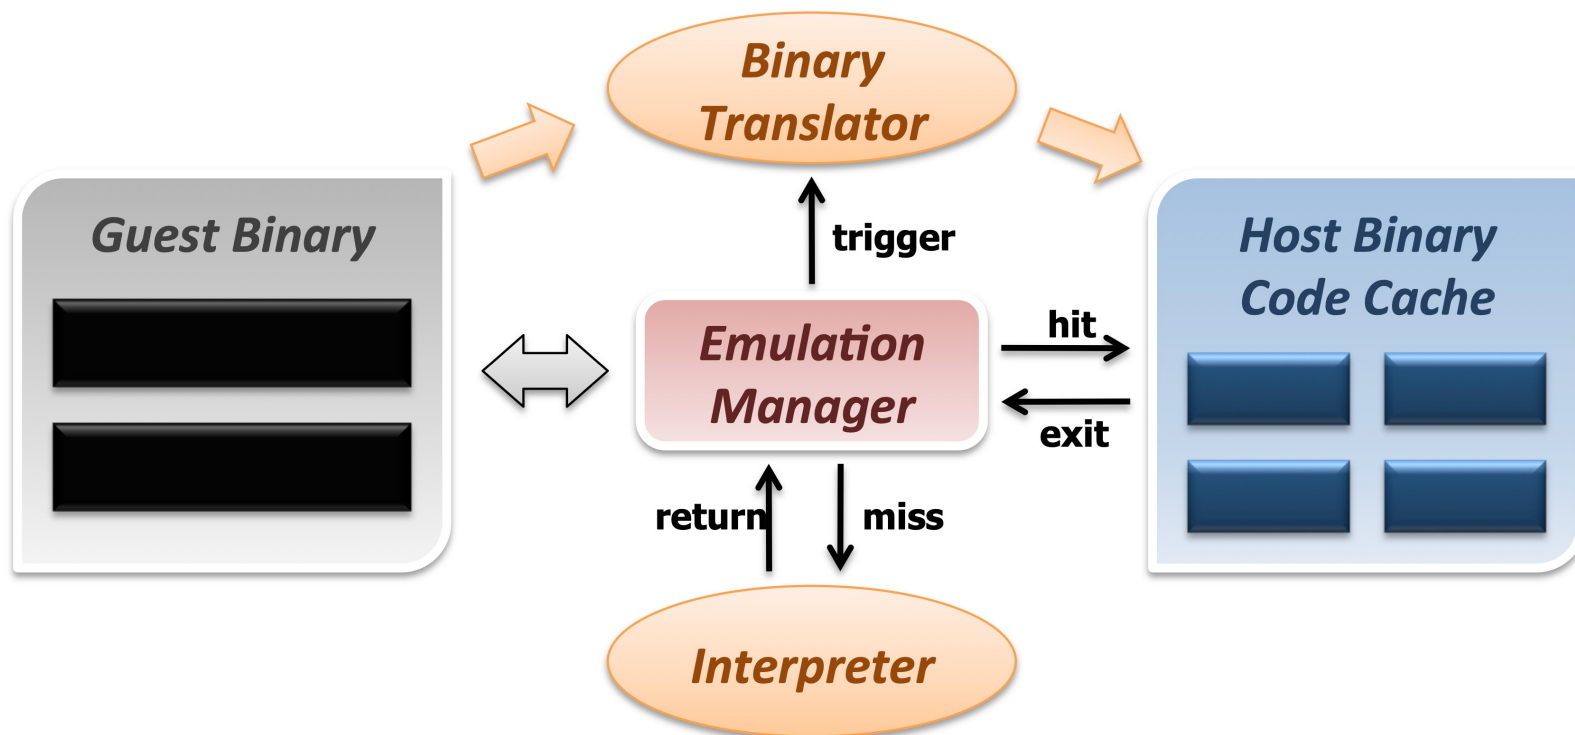 Binary
Translator
Guest Binary
trigger
Host Binary
Code Cache
Emulation
Manager
hit
exit
return
miss
Interpreter